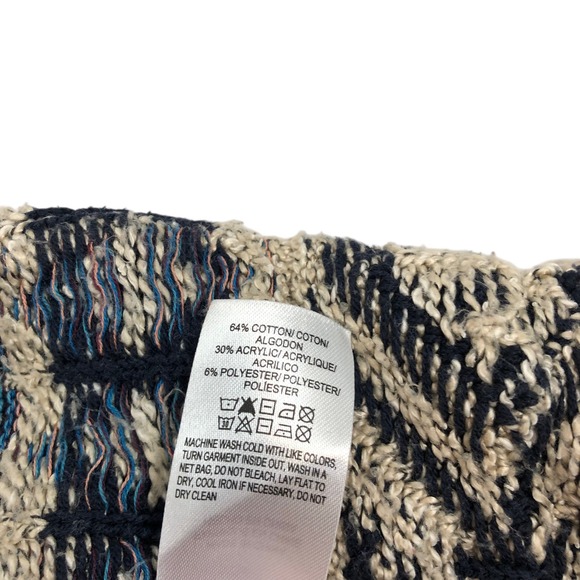 64% COTTON/ COTON/
ALGODON
30% ACRYLIC/ ACRYLIQUE/
ACRILICO
6% POLYESTER/ POLYESTER/
POLIESTER
MACHINE WASH COLD WITH LIKE COLORS,
TURN GARMENT INSIDE OUT, WASH IN A
NET BAG, DO NOT BLEACH, LAY FLAT TO
DRY, COOL IRON IF NECESSARY, DO NOT
DRY CLEAN